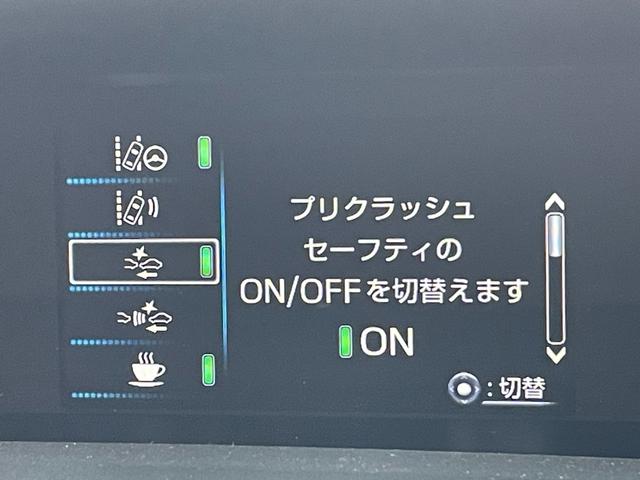 プリクラッシュ
セーフティの
ON/OFFを切替えます
ON
:切替